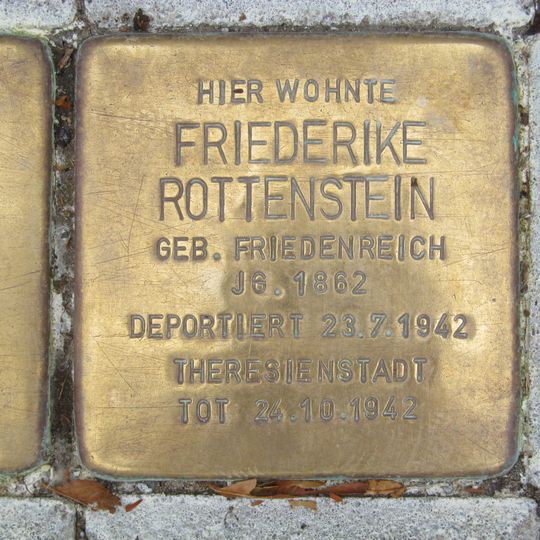 HIER WOHNTE
FRIEDERIKE
ROTTENSTEIN
GEB. FRIEDENREICH
JG. 1862
DEPORTIERT 23.7.1942
THERESIENSTADT
TOT 24.10.1942